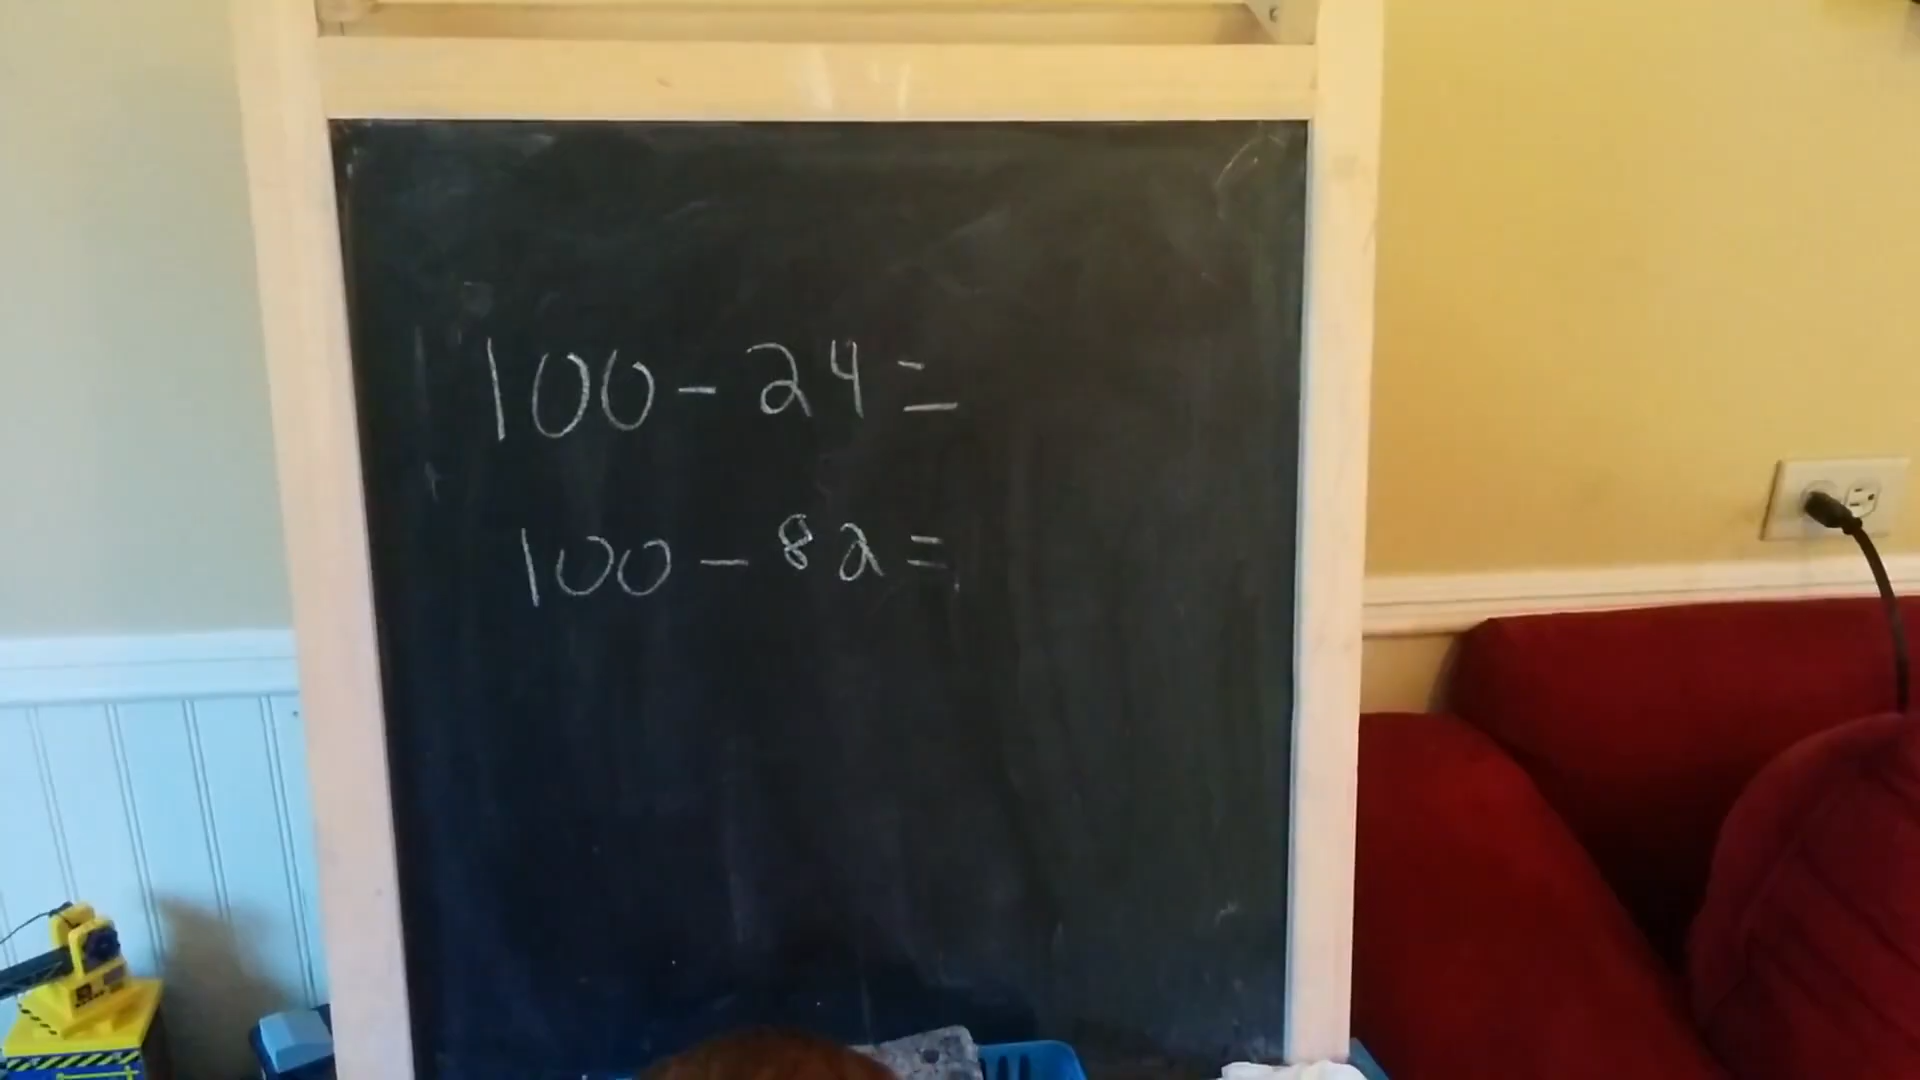 100 - 24 =
100 - 82 =